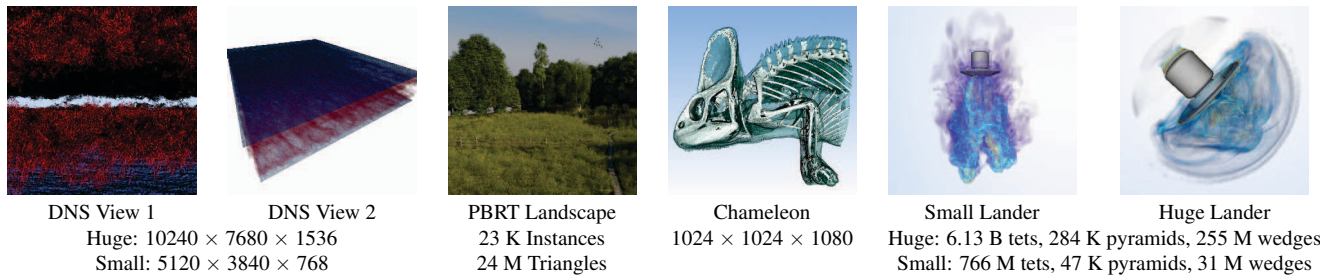 DNS View 1
DNS View 2
Huge: 10240 × 7680 × 1536
Small: 5120 × 3840 × 768
PBRT Landscape
23 K Instances
24 M Triangles
Chameleon
1024 × 1024 × 1080
Small Lander
Huge Lander
Huge: 6.13 B tets, 284 K pyramids, 255 M wedges
Small: 766 M tets, 47 K pyramids, 31 M wedges